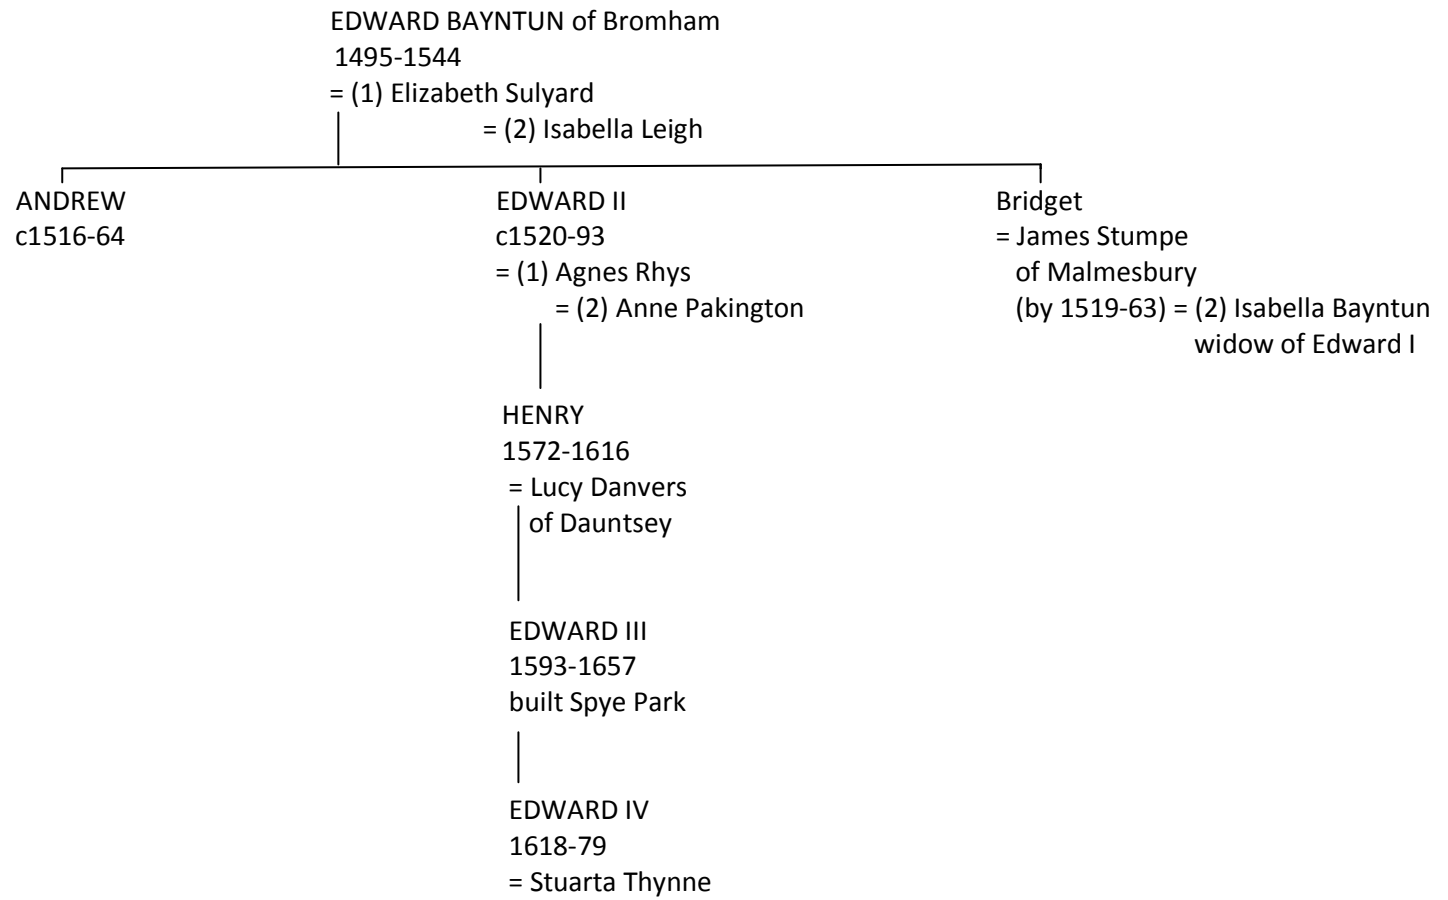 EDWARD BAYNTUN of Bromham
1495-1544
= (1) Elizabeth Sulyard
= (2) Isabella Leigh
ANDREW
c1516-64
EDWARD II
c1520-93
= (1) Agnes Rhys
= (2) Anne Pakington
Bridget
= James Stumpe
of Malmesbury
(by 1519-63) = (2) Isabella Bayntun
widow of Edward I
HENRY
1572-1616
= Lucy Danvers
of Dauntsey
EDWARD III
1593-1657
built Spye Park
EDWARD IV
1618-79
= Stuarta Thynne